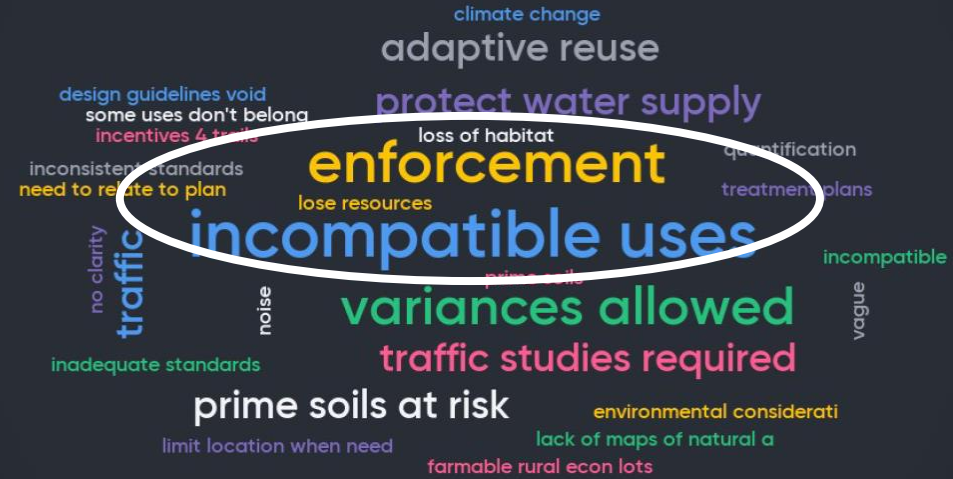 climate change
adaptive reuse
design guidelines void
protect water supply
some uses don't belong
incentives 4 trails
loss of habitat
quantification
enforcement
inconsistent standards
need to relate to plan
treatment plans
lose resources
incompatible uses
no clarity
traffic
incompatible
prime soils
noise
variances allowed
vague
traffic studies required
inadequate standards
prime soils at risk
environmental considerati
limit location when need
lack of maps of natural a
farmable rural econ lots